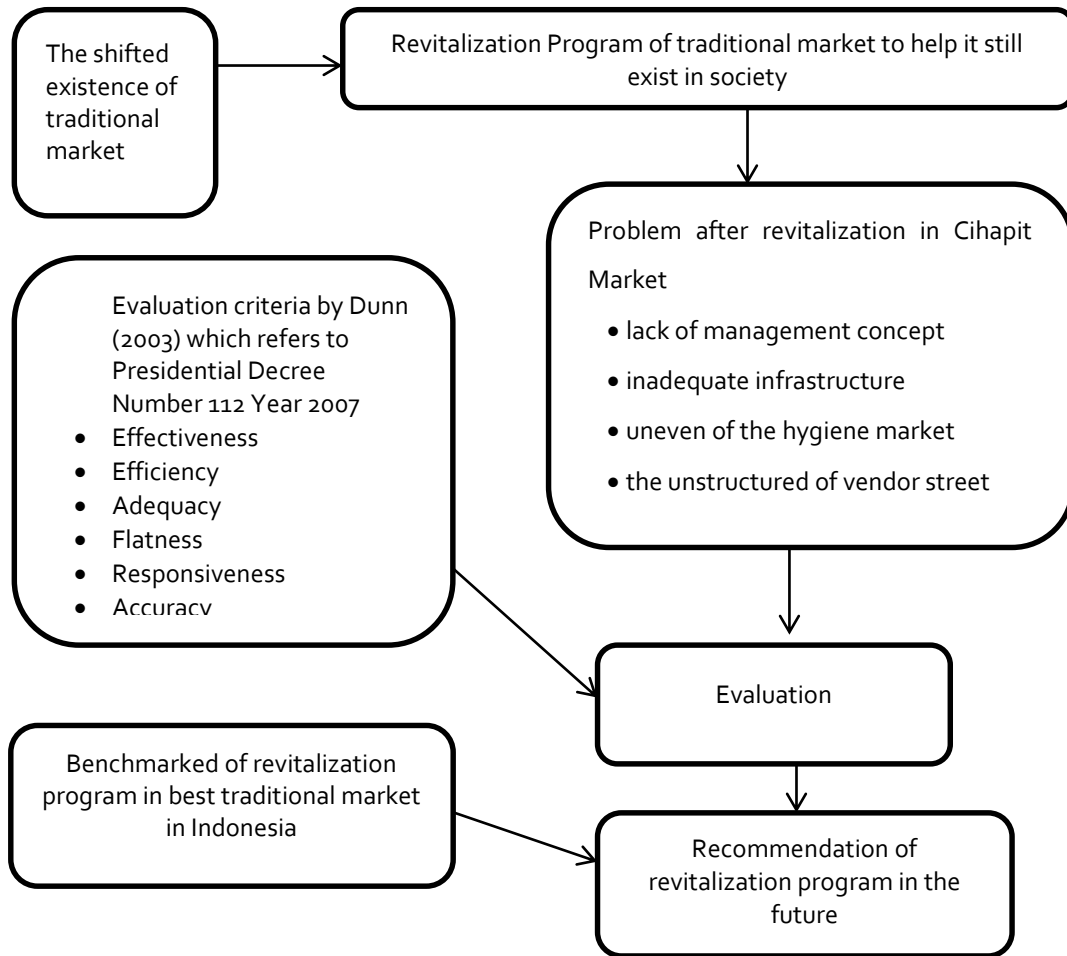 The shifted
existence of
traditional
market
Revitalization Program of traditional market to help it still
exist in society
Problem after revitalization in Cihapit
Market
• lack of management concept
• inadequate infrastructure
• uneven of the hygiene market
• the unstructured of vendor street
Evaluation criteria by Dunn
(2003) which refers to
Presidential Decree
Number 112 Year 2007
• Effectiveness
• Efficiency
• Adequacy
• Flatness
• Responsiveness
• Accuracy
Evaluation
Benchmarked of revitalization
program in best traditional market
in Indonesia
Recommendation of
revitalization program in the
future